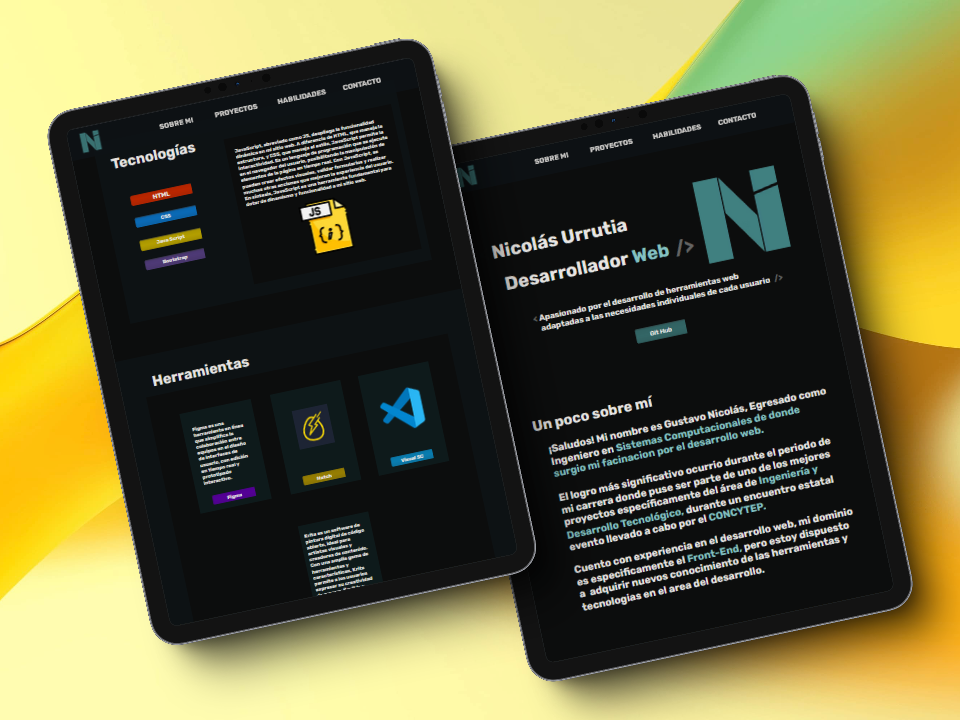 Ni
SOBRE MI
PROYECTOS
HABILIDADES
CONTACTO
Tecnologías
HTML
CSS
JavaScript
Bootstrap
JavaScript, abreviato como JS, despliega la funcionalidad
dinámica en mi sitio web. A diferencia de HTML, que maneja la
estructura, y CSS, que maneja el estilo, JavaScript permite la
interactividad. Es un lenguaje de programación que se ejecuta
en el navegador del usuario, posibilitando la manipulación de
elementos de la página en tiempo real. Con JavaScript, se
pueden crear efectos visuales, validar formularios y realizar
muchas otras acciones que mejoran la experiencia del usuario.
En síntesis, JavaScript es una herramienta fundamental para
dotar de dinamismo y funcionalidad a mi sitio web.
JS
{ i }
Herramientas
Figma es una
herramienta en línea
que simplifica la
colaboración entre
equipos en el diseño
de interfaces de
usuario, con edición
en tiempo real y
prototipado
interactivo.
Figma
Visual SC
Krita es un software de
pintura digital de código
abierto, ideal para
artistas visuales y
creadores de contenido.
Con una amplia gama de
herramientas y
características, Krita
permite a los usuarios
expresar su creatividad
Ni
SOBRE MI
PROYECTOS
HABILIDADES
CONTACTO
Nicolás Urrutia
Desarrollador Web />
Ni
< Apasionado por el desarrollo de herramientas web
adaptadas a las necesidades individuales de cada usuario />
Git Hub
Un poco sobre mí
¡Saludos! Mi nombre es Gustavo Nicolás, Egresado como
Ingeniero en Sistemas Computacionales de donde
surgio mi facinacion por el desarrollo web.
El logro más significativo ocurrio durante el periodo de
mi carrera donde puse ser parte de uno de los mejores
proyectos específicamente del área de Ingeniería y
Desarrollo Tecnológico, durante un encuentro estatal
evento llevado a cabo por el CONCYTEP.
Cuento con experiencia en el desarrollo web, mi dominio
es específicamente el Front-End, pero estoy dispuesto
a adquirir nuevos conocimiento de las herramientas y
tecnologías en el area del desarrollo.